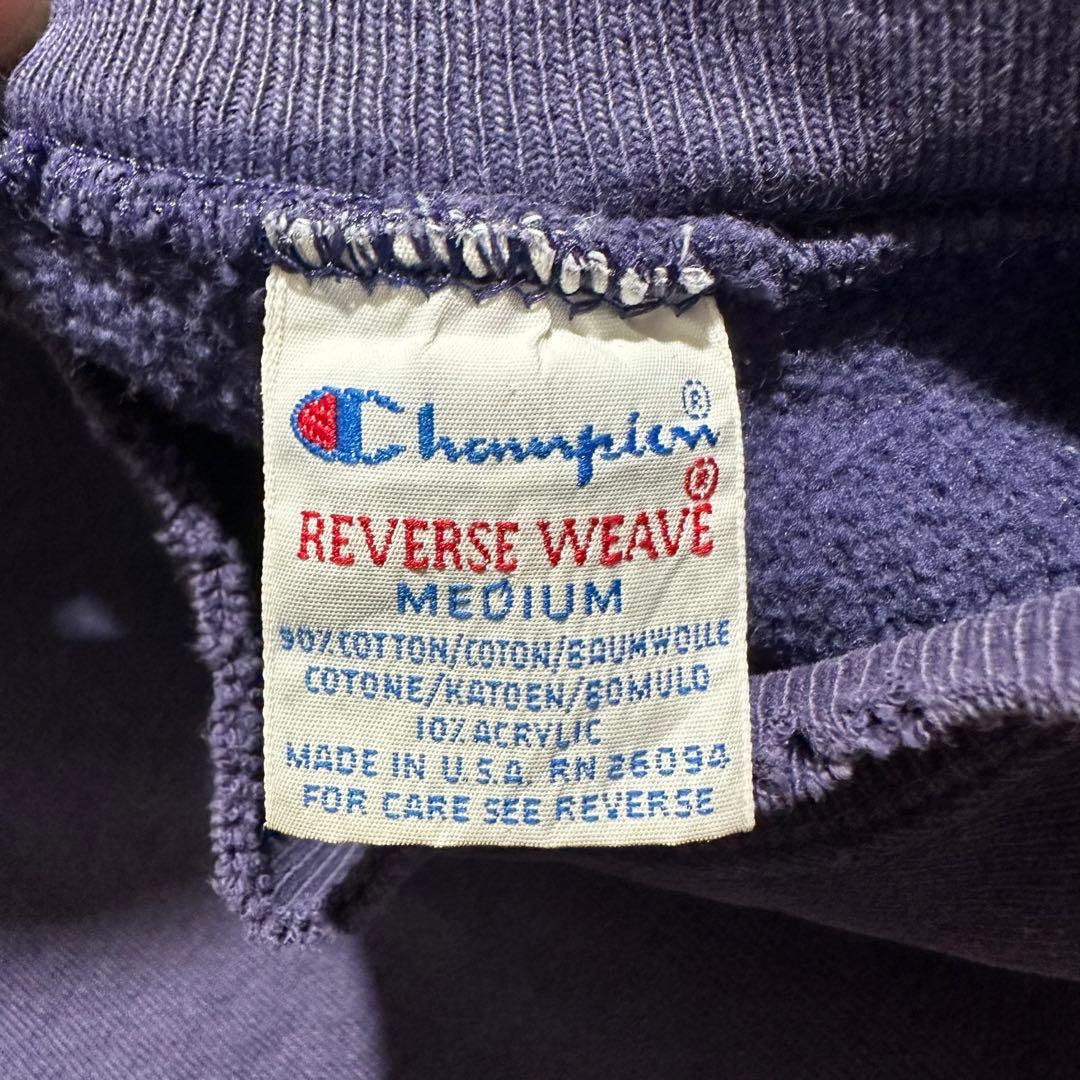 Champion®
REVERSE WEAVE®
MEDIUM
90% COTTON/COTON/BAUMWOLLE
COTONE/KATOEN/BOMULD
10% ACRYLIC
MADE IN U.S.A. RN 26094
FOR CARE SEE REVERSE